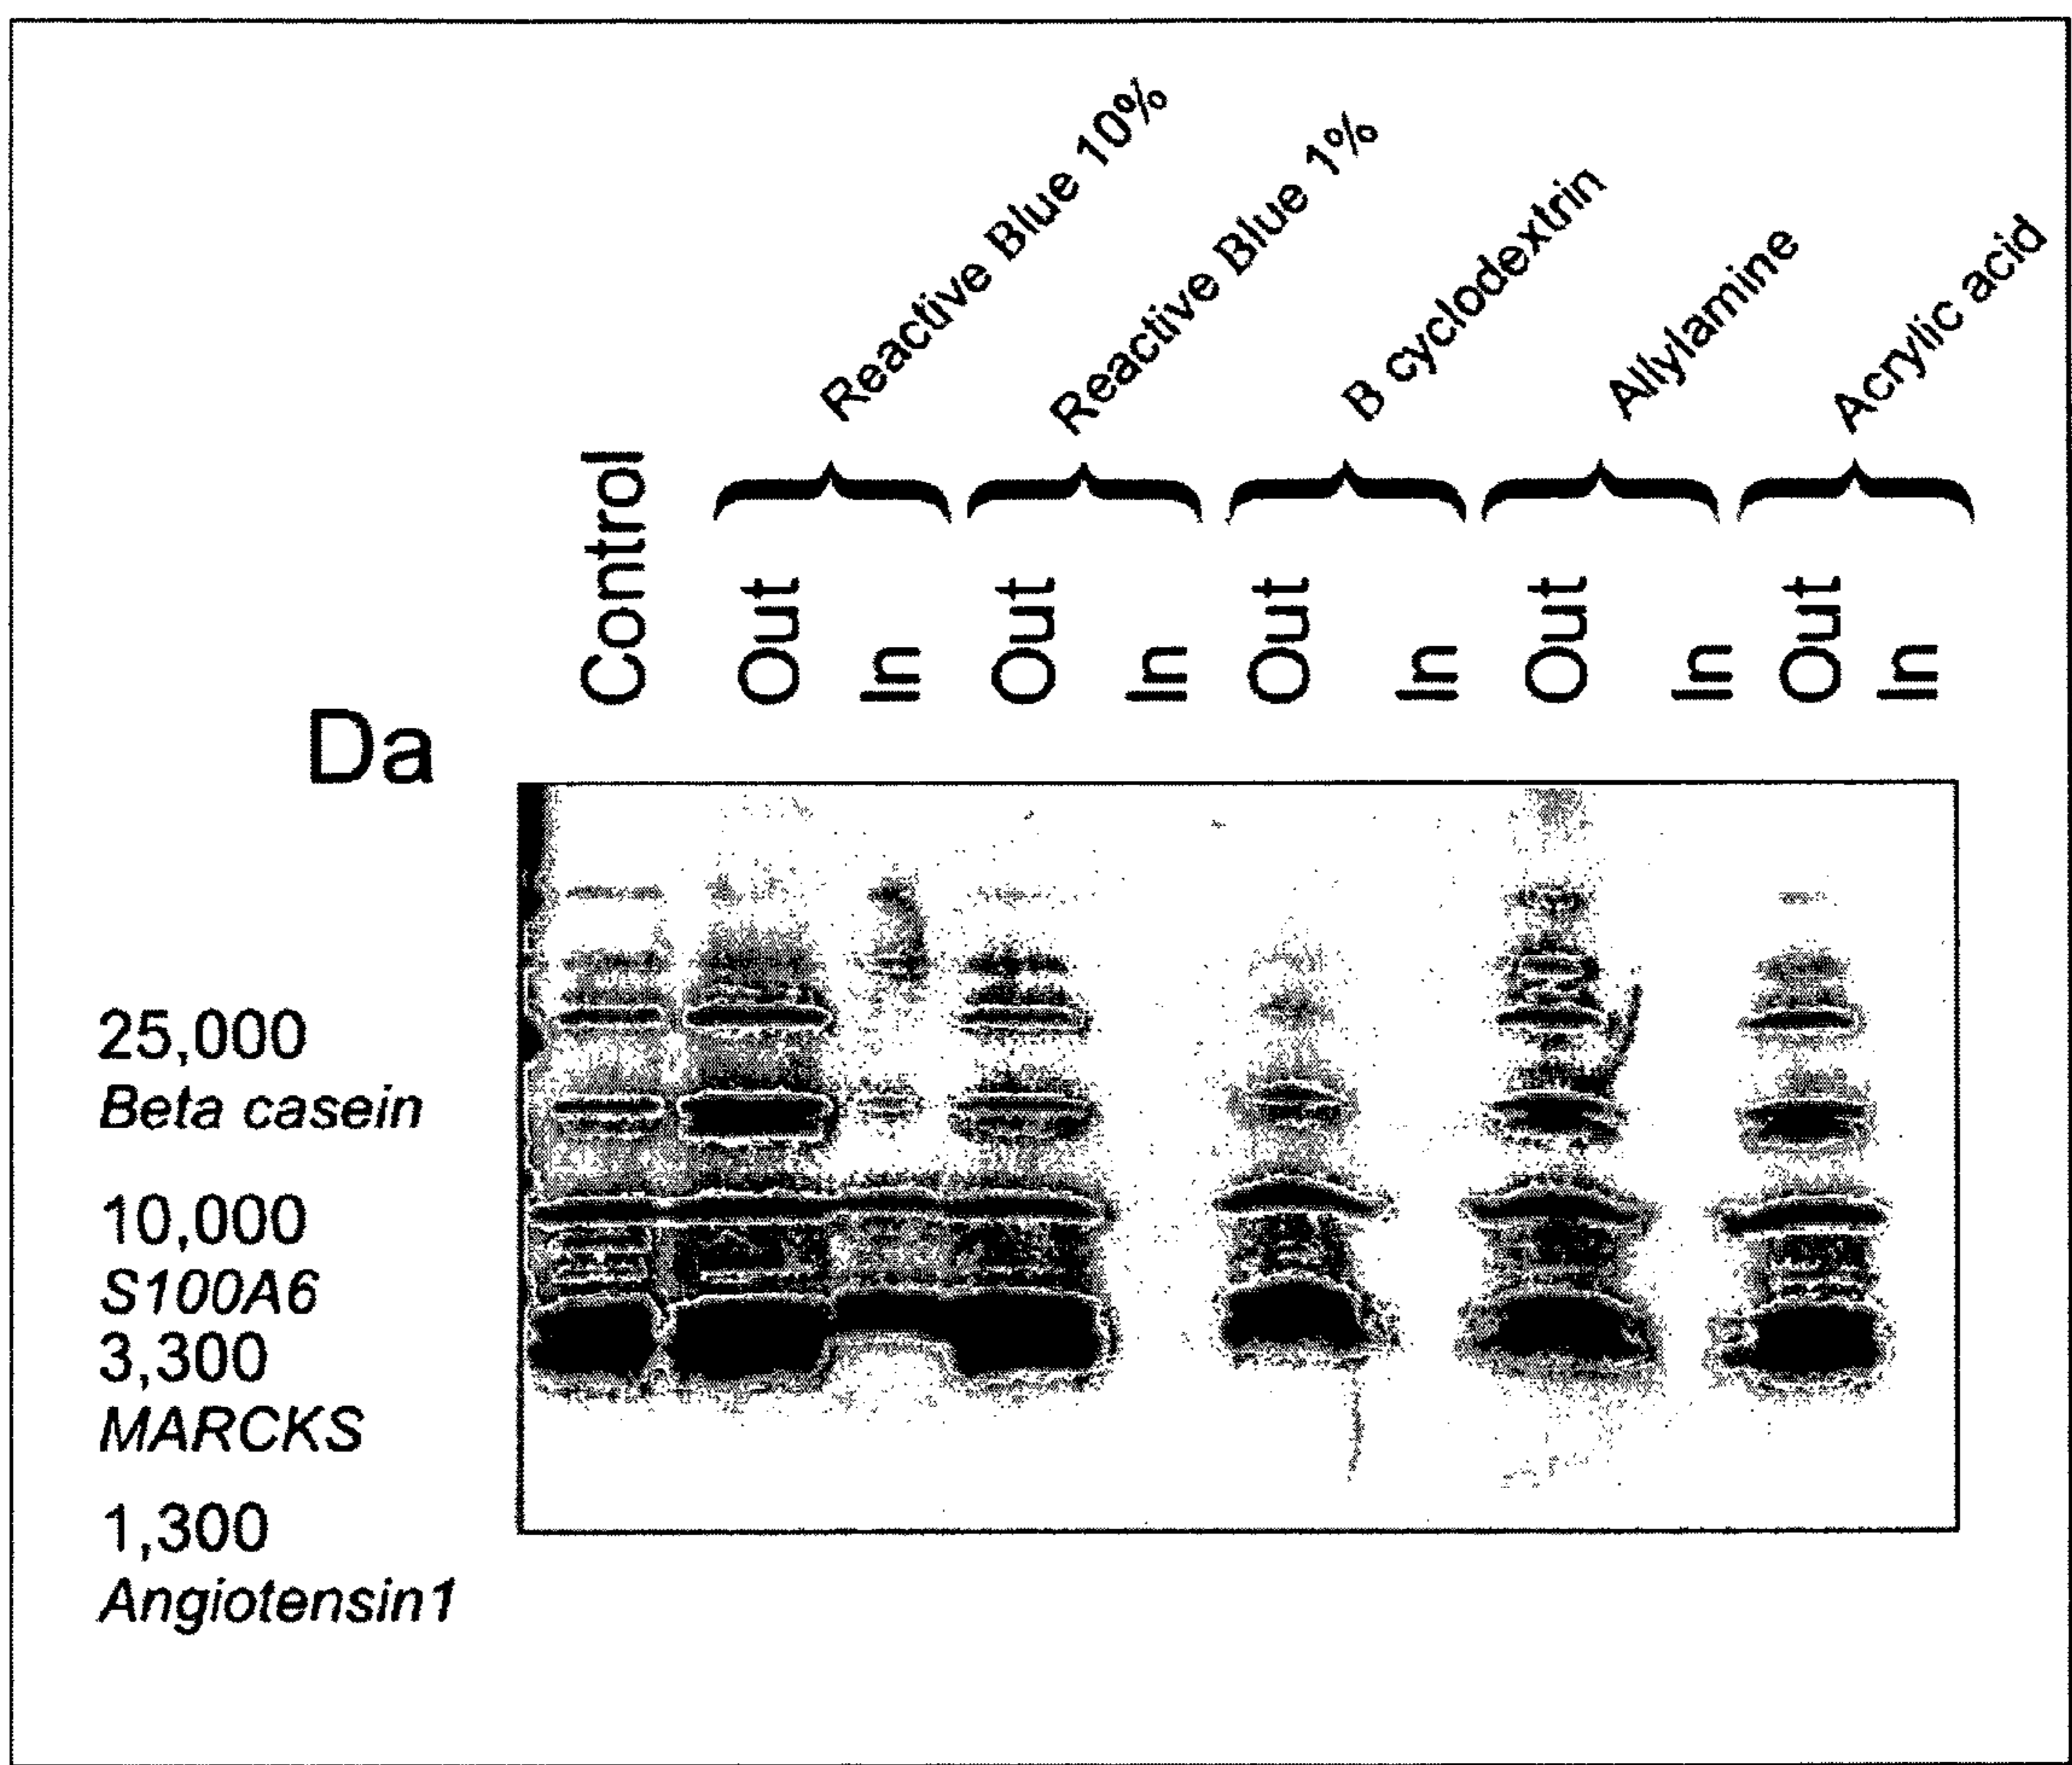 Reactive Blue 10%
Reactive Blue 1%
B cyclodextrin
Allylamine
Acrylic acid
Control
Out
In
Out
In
Out
In
Out
In
Out
In
Da
25,000
Beta casein
10,000
S100A6
3,300
MARCKS
1,300
Angiotensin1